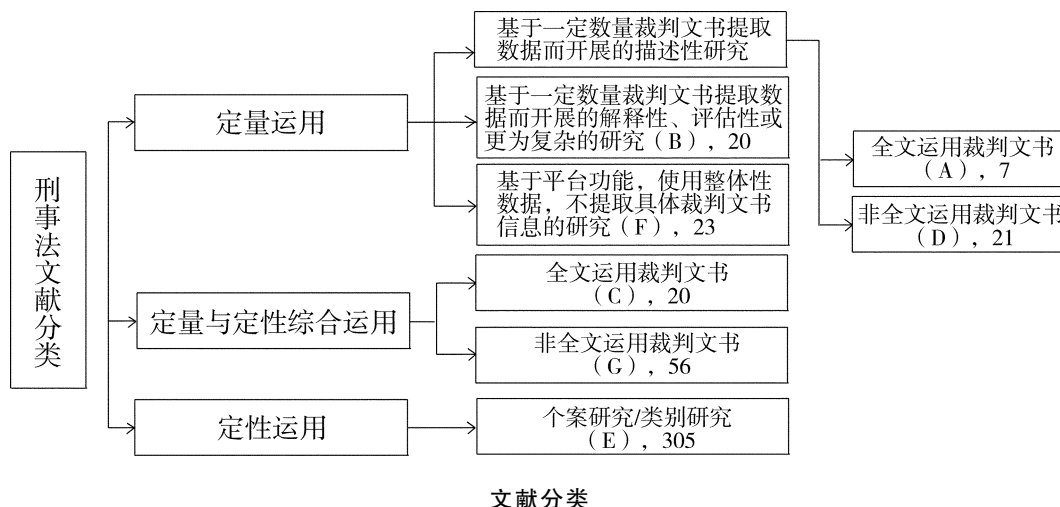 刑事法文献分类
定量运用
基于一定数量裁判文书提取
数据而开展的描述性研究
基于一定数量裁判文书提取数
据而开展的解释性、评估性或
更为复杂的研究(B),20
基于平台功能,使用整体性
数据,不提取具体裁判文书
信息的研究(F),23
全文运用裁判文书
(A),7
非全文运用裁判文书
(D),21
定量与定性综合运用
全文运用裁判文书
(C),20
非全文运用裁判文书
(G),56
定性运用
个案研究/类别研究
(E),305
文献分类